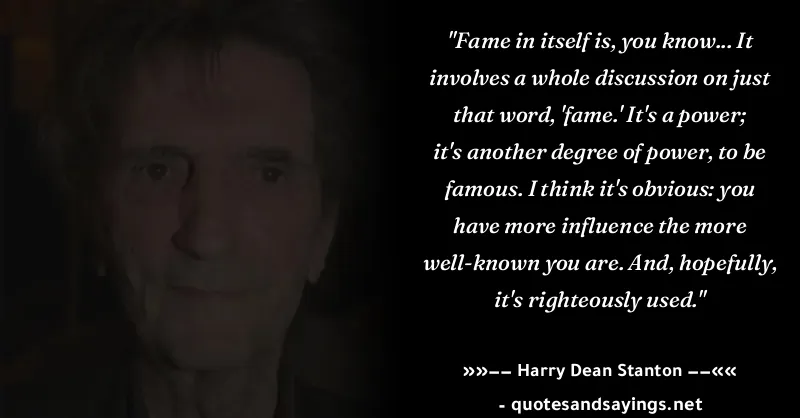 "Fame in itself is, you know... It
involves a whole discussion on just
that word, 'fame.' It's a power;
it's another degree of power, to be
famous. I think it's obvious: you
have more influence the more
well-known you are. And, hopefully,
it's righteously used."
»»−− Harry Dean Stanton −−««
- quotesandsayings.net